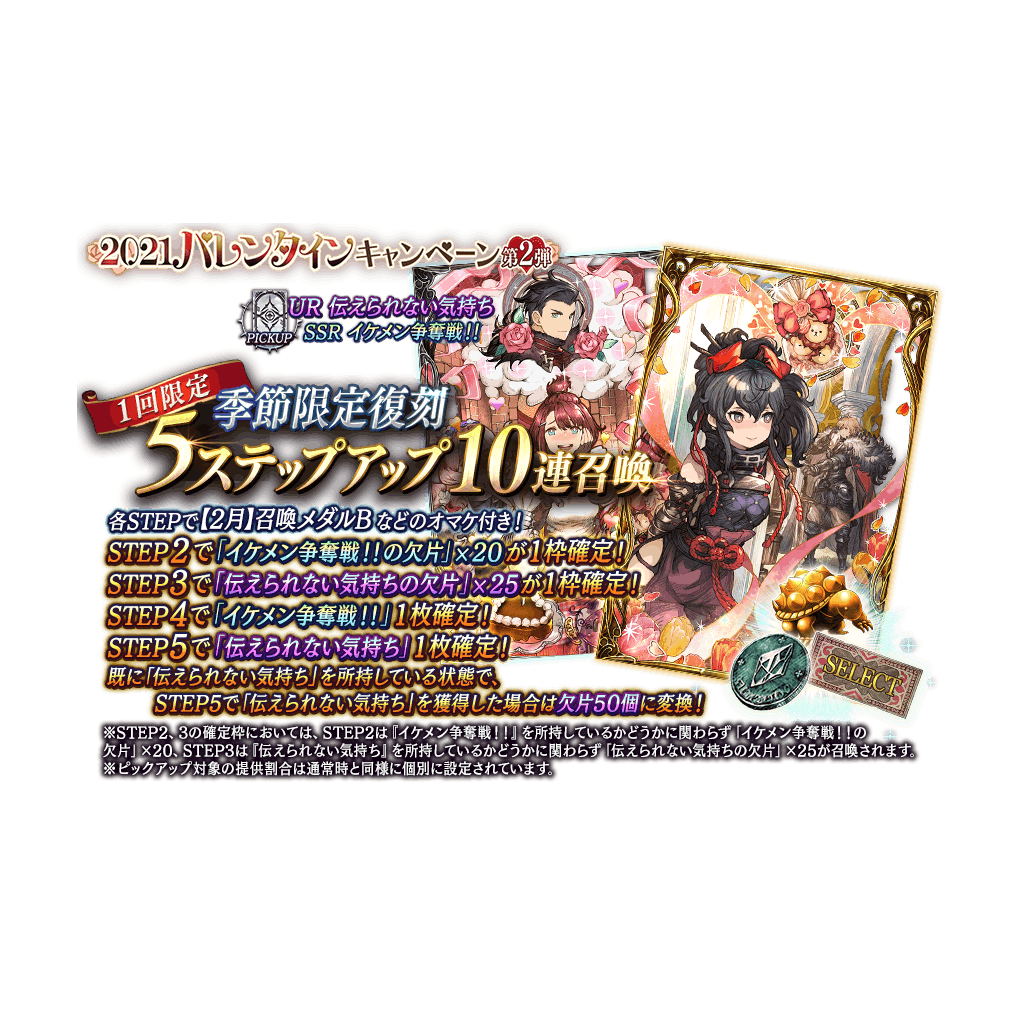 2021バレンタインキャンペーン第2弾
PICKUP
UR 伝えられない気持ち
SSR イケメン争奪戦!!
1回限定
季節限定復刻
5ステップアップ10連召喚
各STEPで【2月】召喚メダルBなどのオマケ付き!
STEP2で「イケメン争奪戦!!の欠片」×20が1枠確定!
STEP3で「伝えられない気持ちの欠片」×25が1枠確定!
STEP4で「イケメン争奪戦!!」1枚確定!
STEP5で「伝えられない気持ち」1枚確定!
既に「伝えられない気持ち」を所持している状態で、
STEP5で「伝えられない気持ち」を獲得した場合は欠片50個に変換!
SELECT
※STEP2、3の確定枠においては、STEP2は『イケメン争奪戦!!』を所持しているかどうかに関わらず「イケメン争奪戦!!の
欠片」×20、STEP3は『伝えられない気持ち』を所持しているかどうかに関わらず「伝えられない気持ちの欠片」×25が召喚されます。
※ピックアップ対象の提供割合は通常時と同様に個別に設定されています。